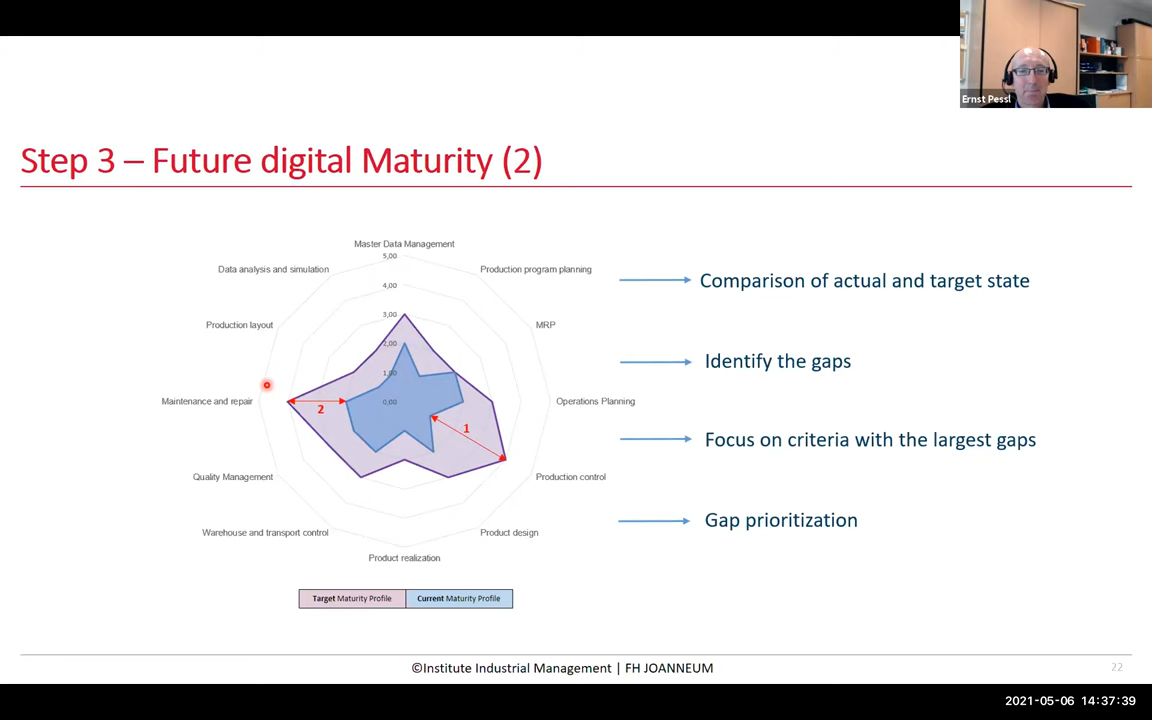 Ernst Pessl
Step 3 – Future digital Maturity (2)
Master Data Management
5,00
Data analysis and simulation
Production program planning
4,00
3,00
Production layout
MRP
2,00
1,00
Maintenance and repair
0,00
Operations Planning
2
1
Quality Management
Production control
Warehouse and transport control
Product design
Product realization
Target Maturity Profile
Current Maturity Profile
Comparison of actual and target state
Identify the gaps
Focus on criteria with the largest gaps
Gap prioritization
©Institute Industrial Management | FH JOANNEUM
22
2021-05-06 14:37:39